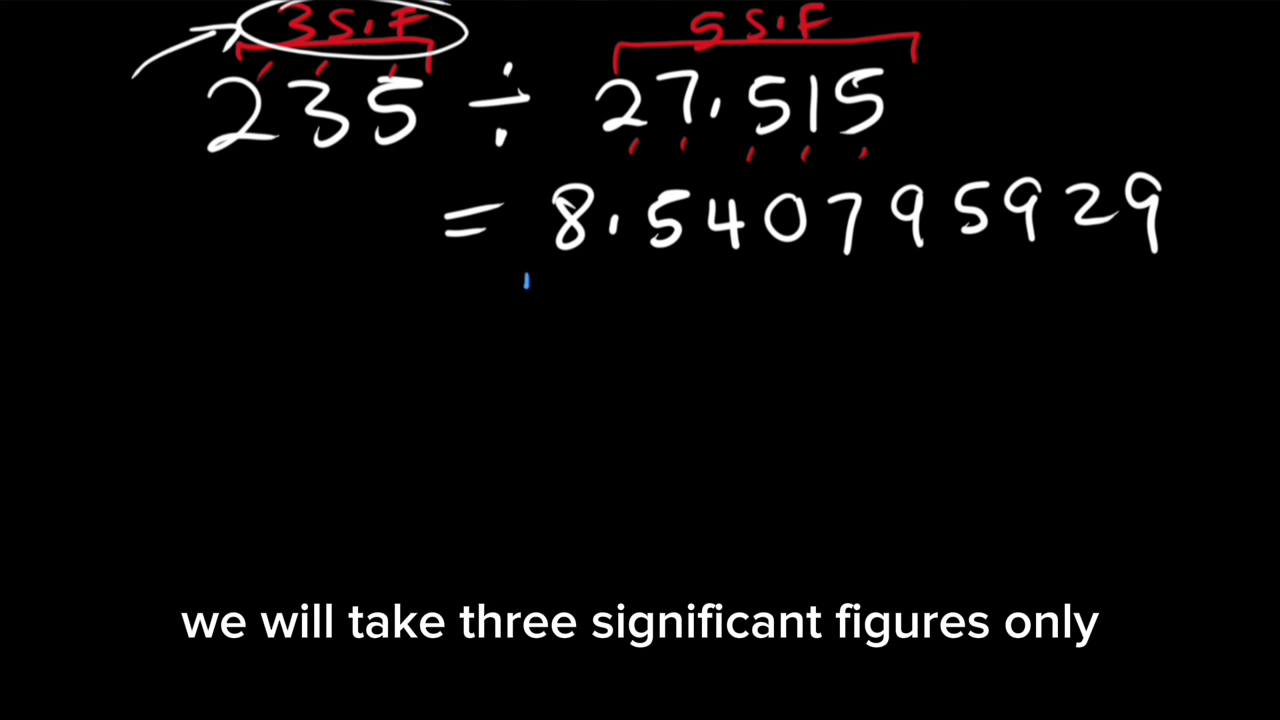 3 S.F 5 S.F
235 ÷ 27.515
= 8.540795929
we will take three significant figures only